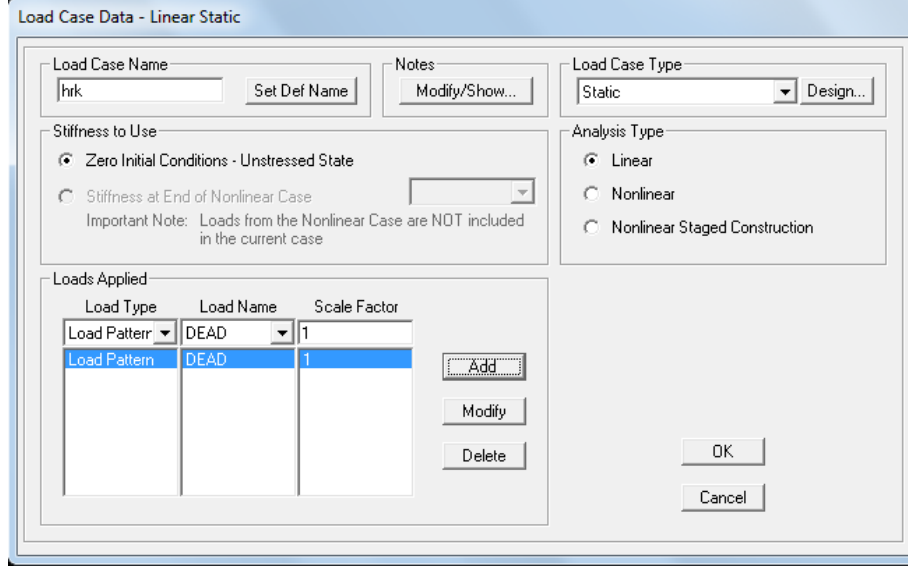 Load Case Data - Linear Static
Load Case Name
hrk
Set Def Name
Notes
Modify/Show...
Load Case Type
Static
Design...
Stiffness to Use
Zero Initial Conditions - Unstressed State
Stiffness at End of Nonlinear Case
Important Note: Loads from the Nonlinear Case are NOT included
in the current case
Analysis Type
Linear
Nonlinear
Nonlinear Staged Construction
Loads Applied
Load Type Load Name Scale Factor
Load Patterr DEAD 1
Load Pattern DEAD 1
Add
Modify
Delete
OK
Cancel